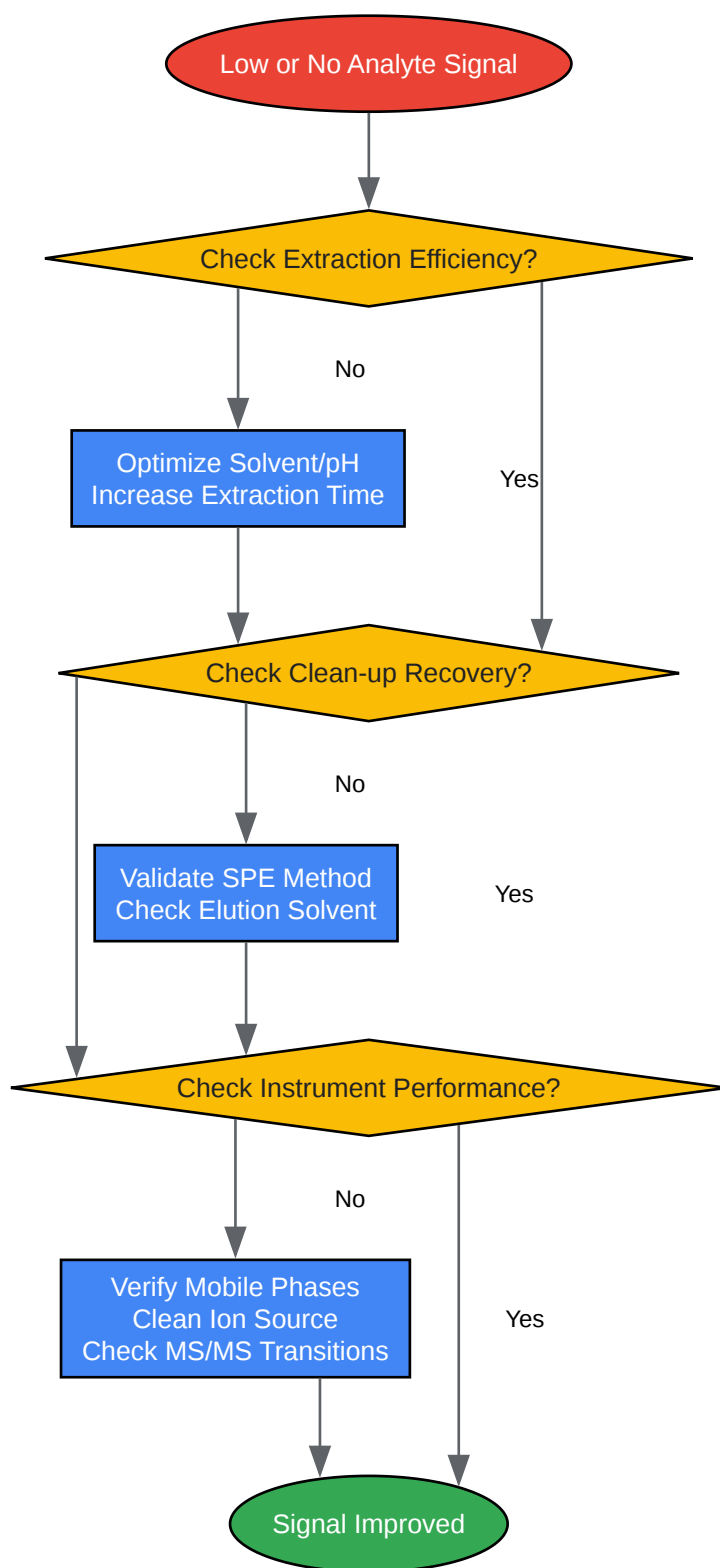 Low or No Analyte Signal
Check Extraction Efficiency?
No
Optimize Solvent/pH
Increase Extraction Time
Yes
Check Clean-up Recovery?
No
Validate SPE Method
Check Elution Solvent
Yes
Check Instrument Performance?
No
Verify Mobile Phases
Clean Ion Source
Check MS/MS Transitions
Yes
Signal Improved